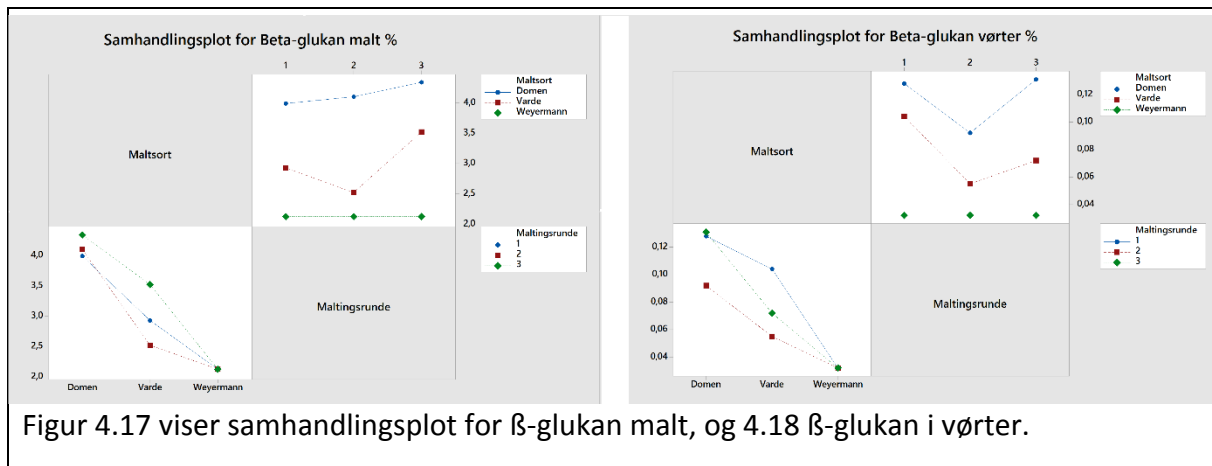 Samhandlingsplot for Beta-glukan malt %
1 2 3
Maltsort
Domen
Varde
Weyermann
4,0
3,5
3,0
2,5
2,0
Maltsort
4,0
3,5
3,0
2,5
2,0
Maltingsrunde
Maltingsrunde
1
2
3
Domen Varde Weyermann
Samhandlingsplot for Beta-glukan vørter %
1 2 3
Maltsort
Domen
Varde
Weyermann
0,12
0,10
0,08
0,06
0,04
Maltsort
0,12
0,10
0,08
0,06
0,04
Maltingsrunde
Maltingsrunde
1
2
3
Domen Varde Weyermann
Figur 4.17 viser samhandlingsplot for ß-glukan malt, og 4.18 ß-glukan i vørter.